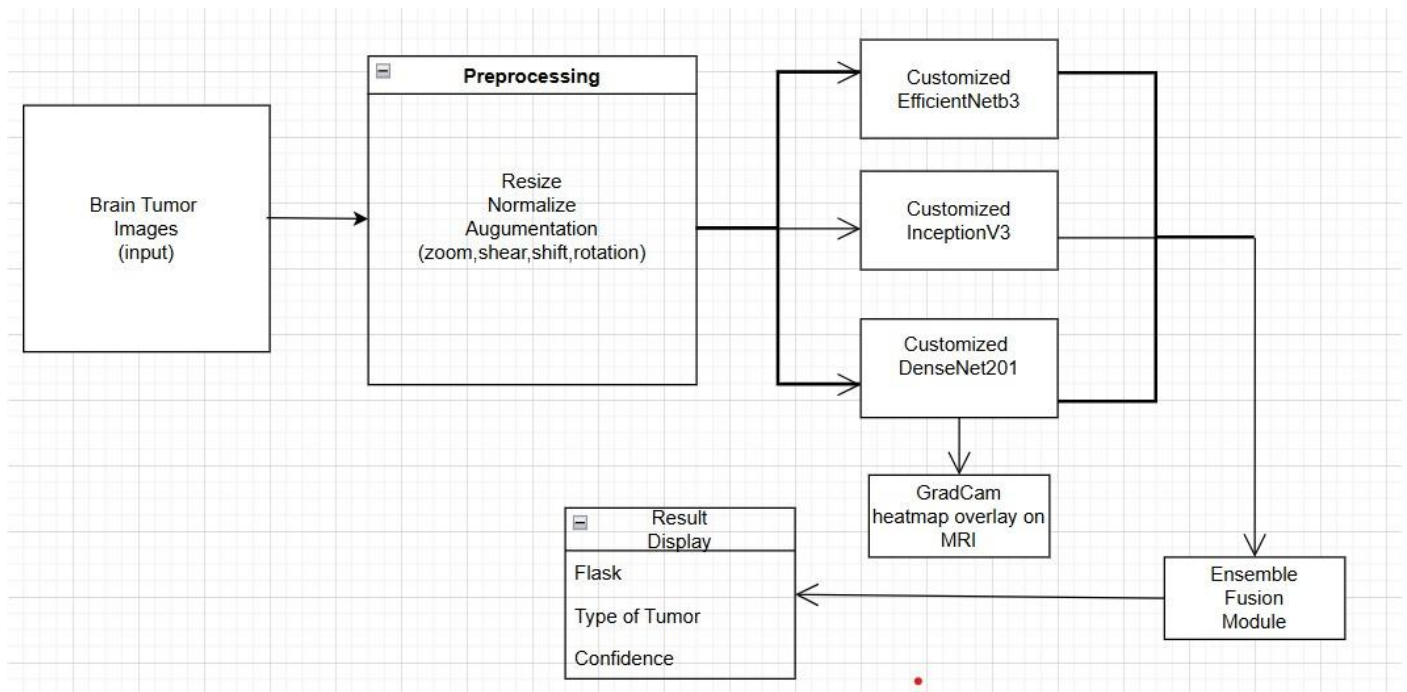 Brain Tumor
Images
(input)
Preprocessing
Resize
Normalize
Augumentation
(zoom,shear,shift,rotation)
Customized
EfficientNetb3
Customized
InceptionV3
Customized
DenseNet201
GradCam
heatmap overlay on
MRI
Ensemble
Fusion
Module
Result
Display
Flask
Type of Tumor
Confidence